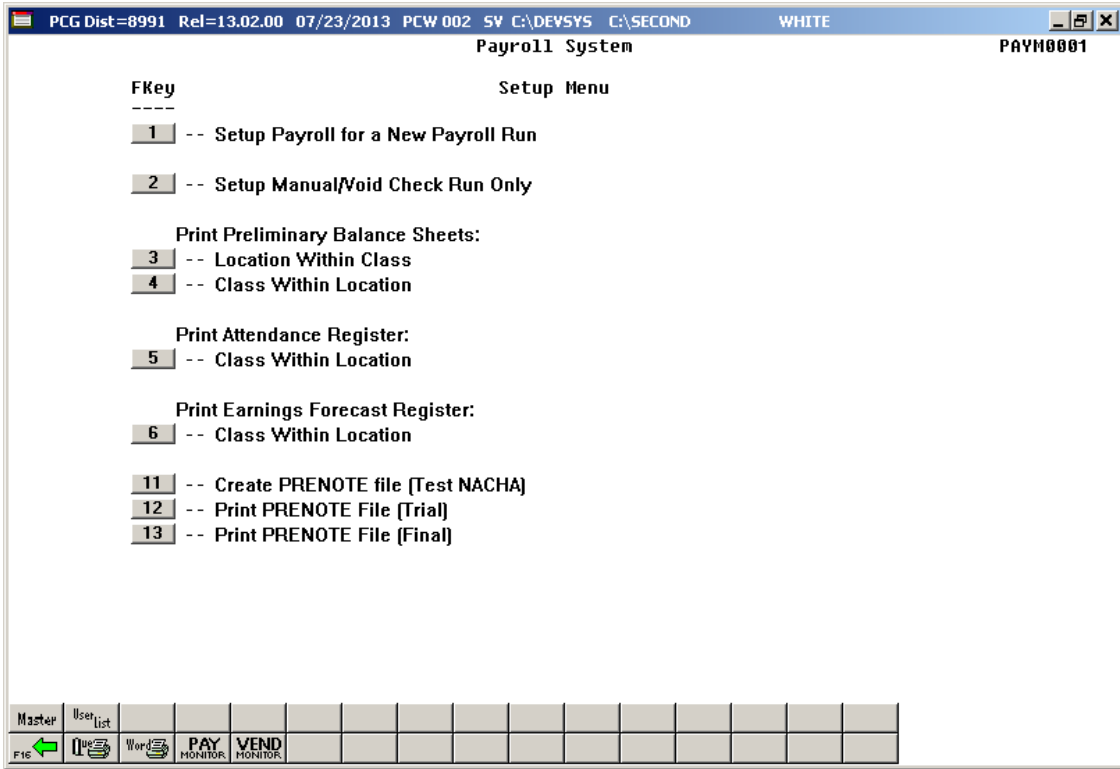 PCG Dist=8991 Rel=13.02.00 07/23/2013 PCW 002 SV C:\DEVSYS C:\SECOND WHITE
Payroll System PAYM0001
FKey Setup Menu
----
1 -- Setup Payroll for a New Payroll Run
2 -- Setup Manual/Void Check Run Only
Print Preliminary Balance Sheets:
3 -- Location Within Class
4 -- Class Within Location
Print Attendance Register:
5 -- Class Within Location
Print Earnings Forecast Register:
6 -- Class Within Location
11 -- Create PRENOTE file (Test NACHA)
12 -- Print PRENOTE File (Trial)
13 -- Print PRENOTE File (Final)
Master User List
F16 Que Word PAY MONITOR VEND MONITOR